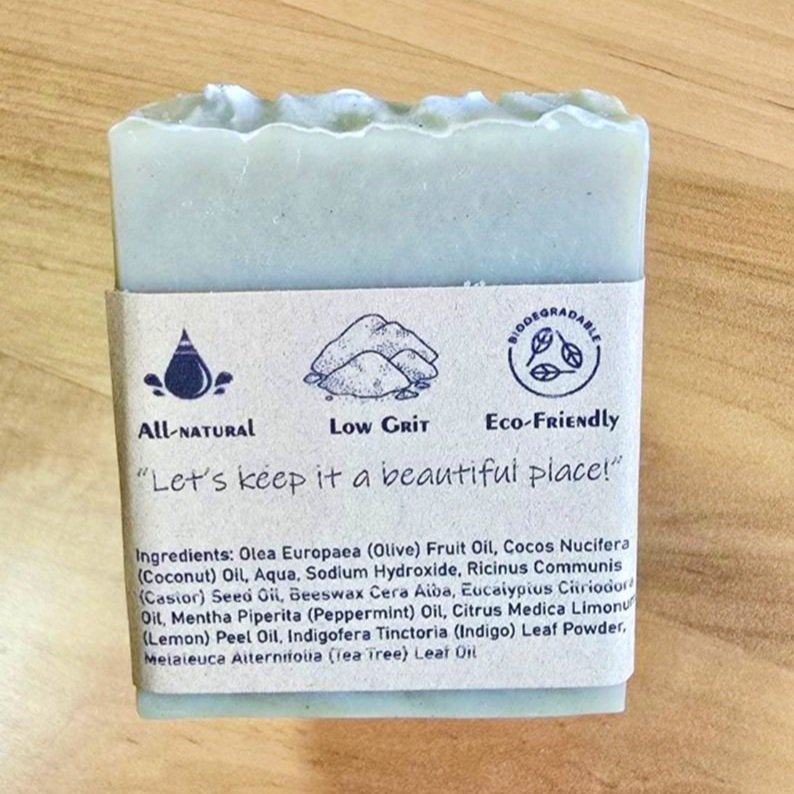 BIODEGRADABLE
All-natural Low Grit Eco-Friendly
"Let's keep it a beautiful place!"
Ingredients: Olea Europaea (Olive) Fruit Oil, Cocos Nucifera
(Coconut) Oil, Aqua, Sodium Hydroxide, Ricinus Communis
(Castor) Seed Oil, Beeswax Cera Alba, Eucalyptus Citriodora
Oil, Mentha Piperita (Peppermint) Oil, Citrus Medica Limonum
(Lemon) Peel Oil, Indigofera Tinctoria (Indigo) Leaf Powder,
Melaleuca Alternifolia (Tea Tree) Leaf Oil